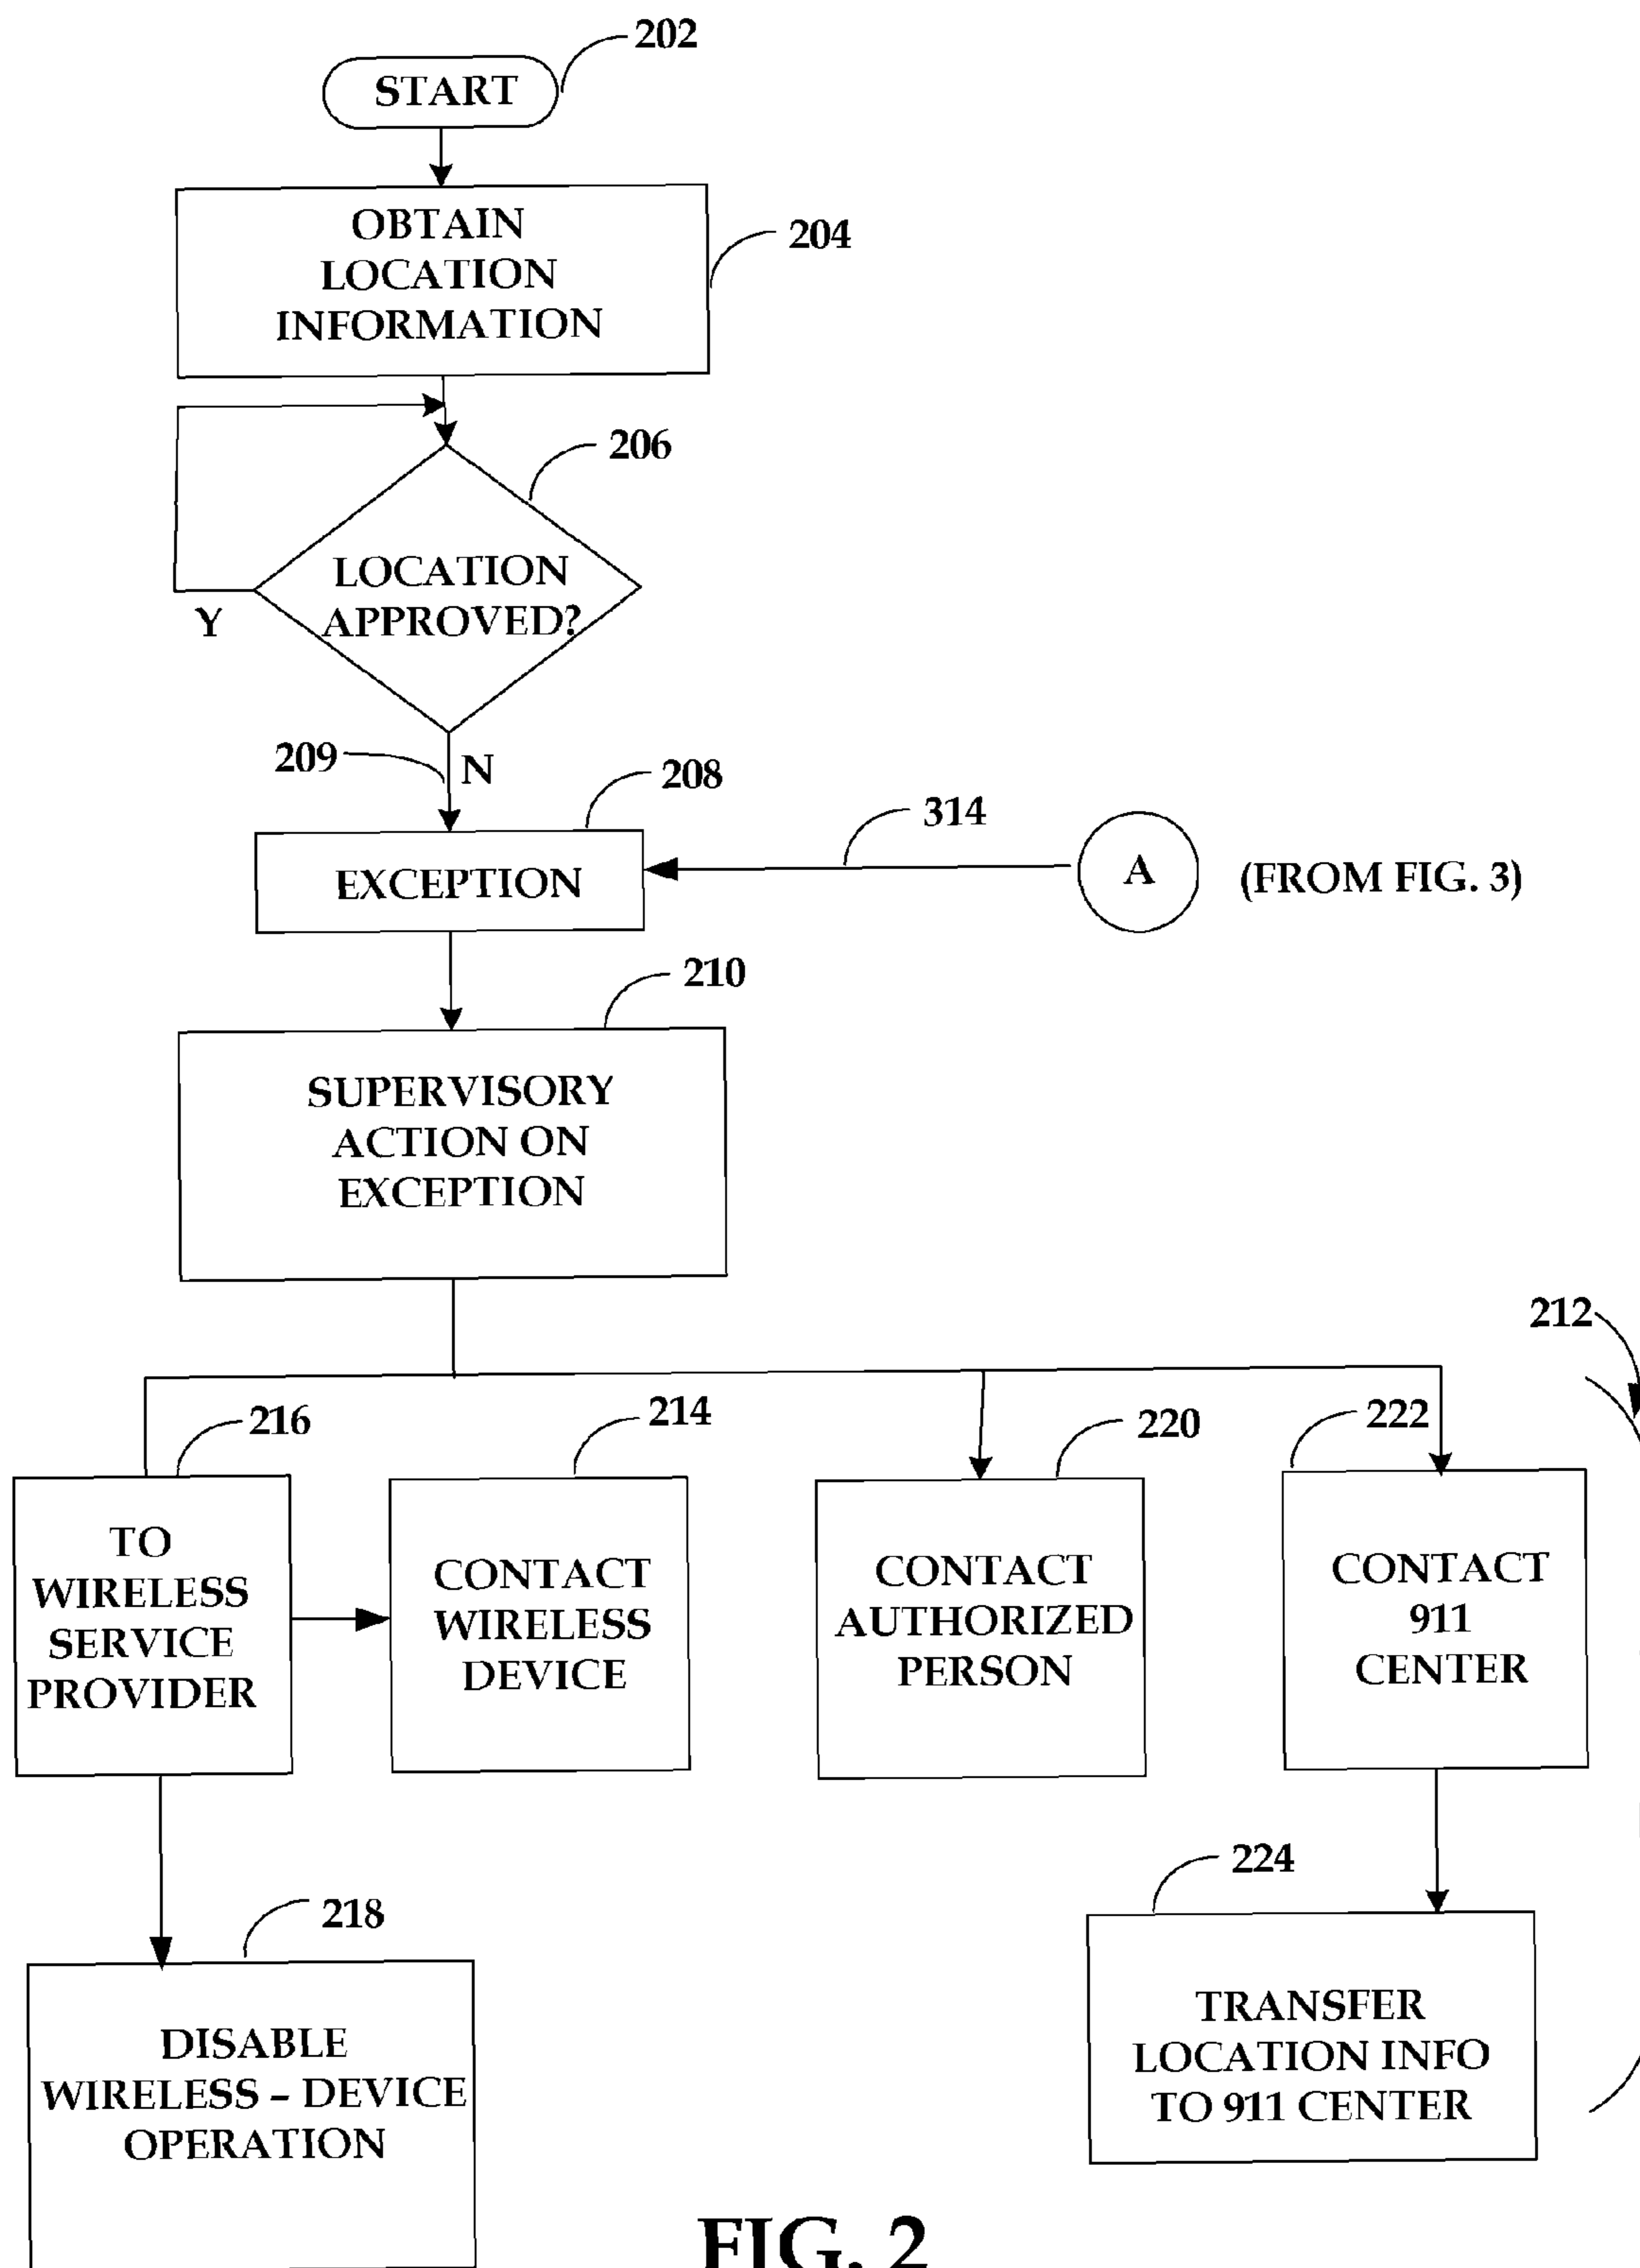 202
START
OBTAIN
LOCATION
INFORMATION
204
206
LOCATION
APPROVED?
Y
209
N
208
314
EXCEPTION
A
(FROM FIG. 3)
210
SUPERVISORY
ACTION ON
EXCEPTION
212
216
214
220
222
TO
WIRELESS
SERVICE
PROVIDER
CONTACT
WIRELESS
DEVICE
CONTACT
AUTHORIZED
PERSON
CONTACT
911
CENTER
224
218
DISABLE
WIRELESS – DEVICE
OPERATION
TRANSFER
LOCATION INFO
TO 911 CENTER
FIG. 2